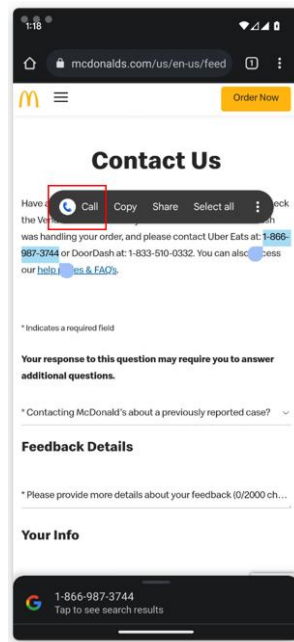 1:18
mcdonalds.com/us/en-us/feed
1
Order Now
Contact Us
Have
Call Copy Share Select all
the
was handling your order, and please contact Uber Eats at: 1-866-
987-3744 or DoorDash at: 1-833-510-0332. You can also
our help & FAQs.
* Indicates a required field
Your response to this question may require you to answer
additional questions.
* Contacting McDonald's about a previously reported case?
Feedback Details
* Please provide more details about your feedback (0/2000 ch...
Your Info
1-866-987-3744
Tap to see search results